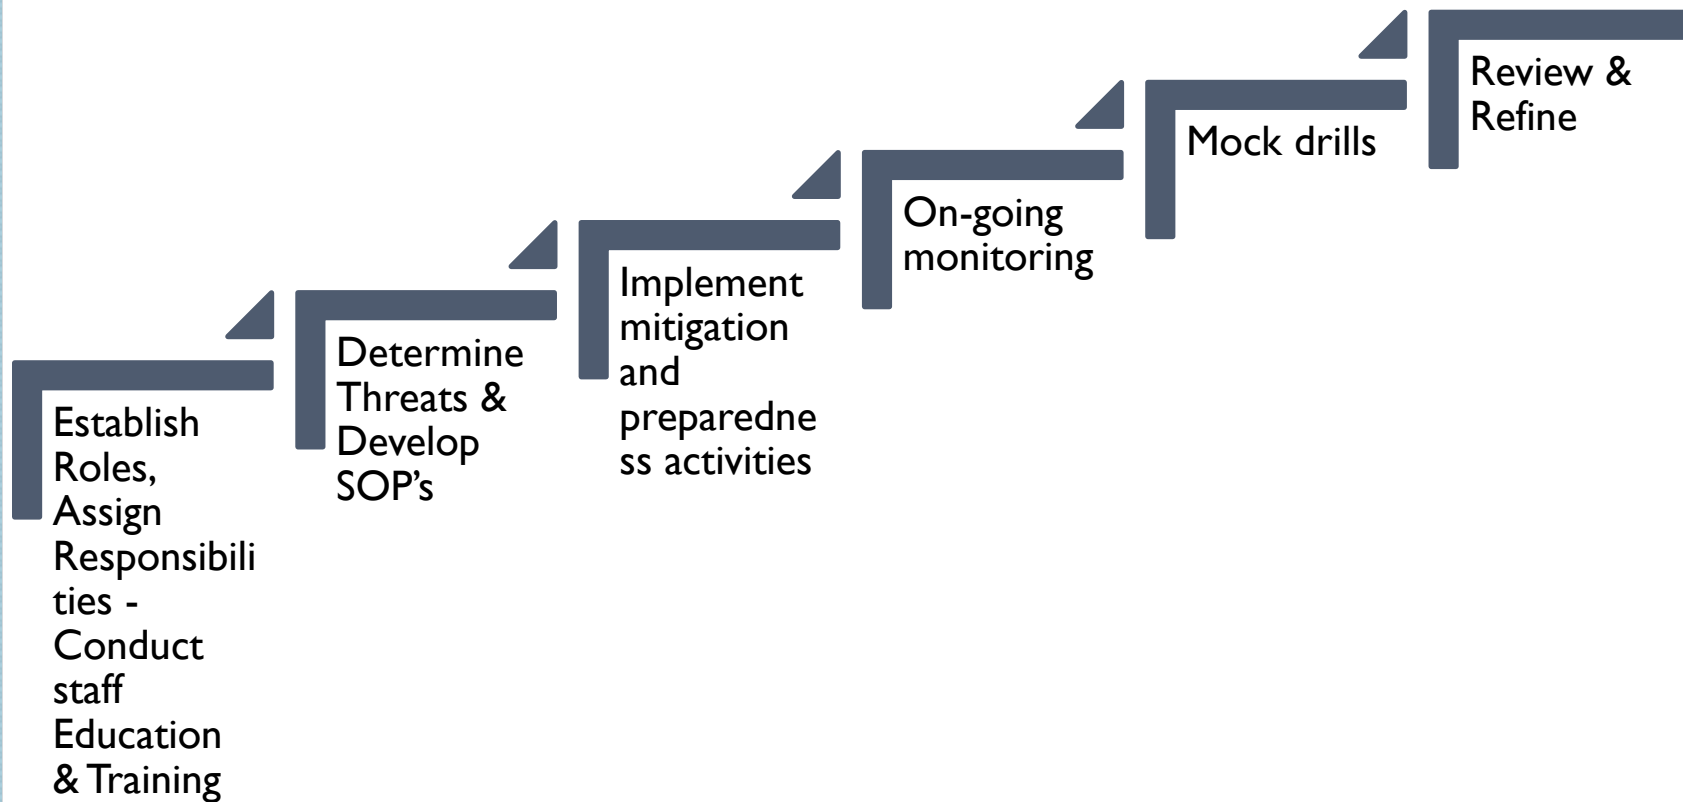 Establish
Roles,
Assign
Responsibili
ties -
Conduct
staff
Education
& Training
Determine
Threats &
Develop
SOP’s
Implement
mitigation
and
preparedne
ss activities
On-going
monitoring
Mock drills
Review &
Refine